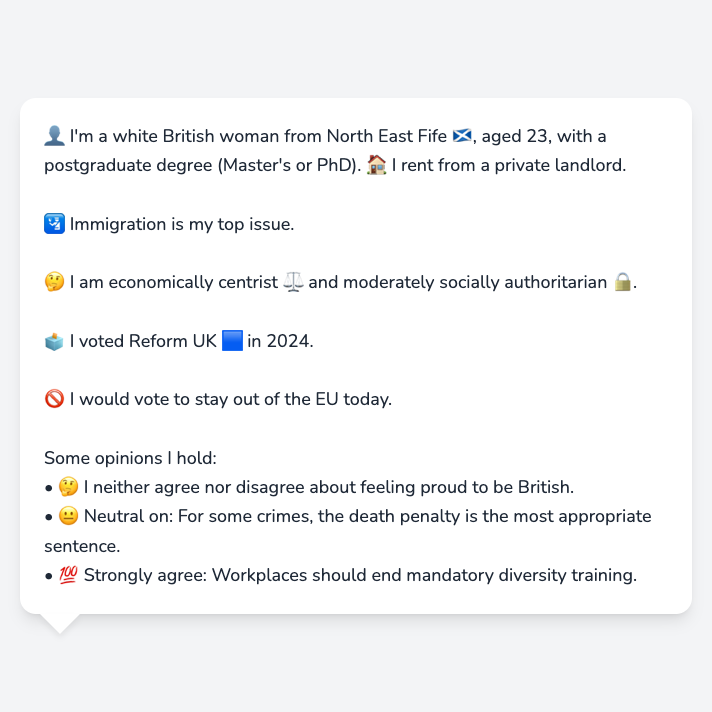 👤 I'm a white British woman from North East Fife 🏴󠁧󠁢󠁳󠁣󠁴󠁿, aged 23, with a
postgraduate degree (Master's or PhD). 🏠 I rent from a private landlord.
🛂 Immigration is my top issue.
🤔 I am economically centrist ⚖️ and moderately socially authoritarian 🔒.
🗳️ I voted Reform UK 🟦 in 2024.
🚫 I would vote to stay out of the EU today.
Some opinions I hold:
• 🤔 I neither agree nor disagree about feeling proud to be British.
• 😐 Neutral on: For some crimes, the death penalty is the most appropriate
sentence.
• 💯 Strongly agree: Workplaces should end mandatory diversity training.